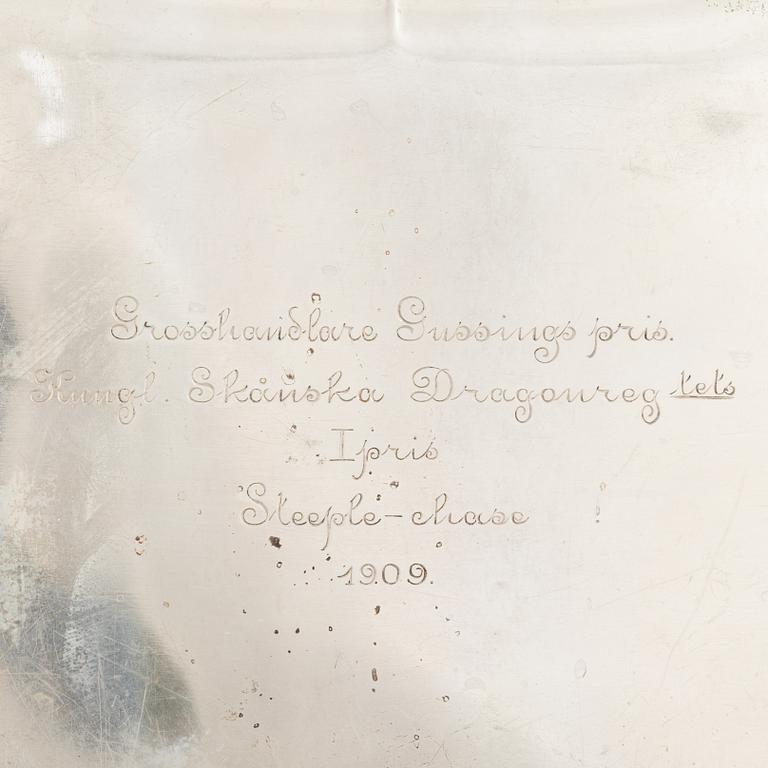 Grosshandlare Gussings pris.
Kungl. Skånska Dragonreg tets
I pris
Steeple-chase
1909.